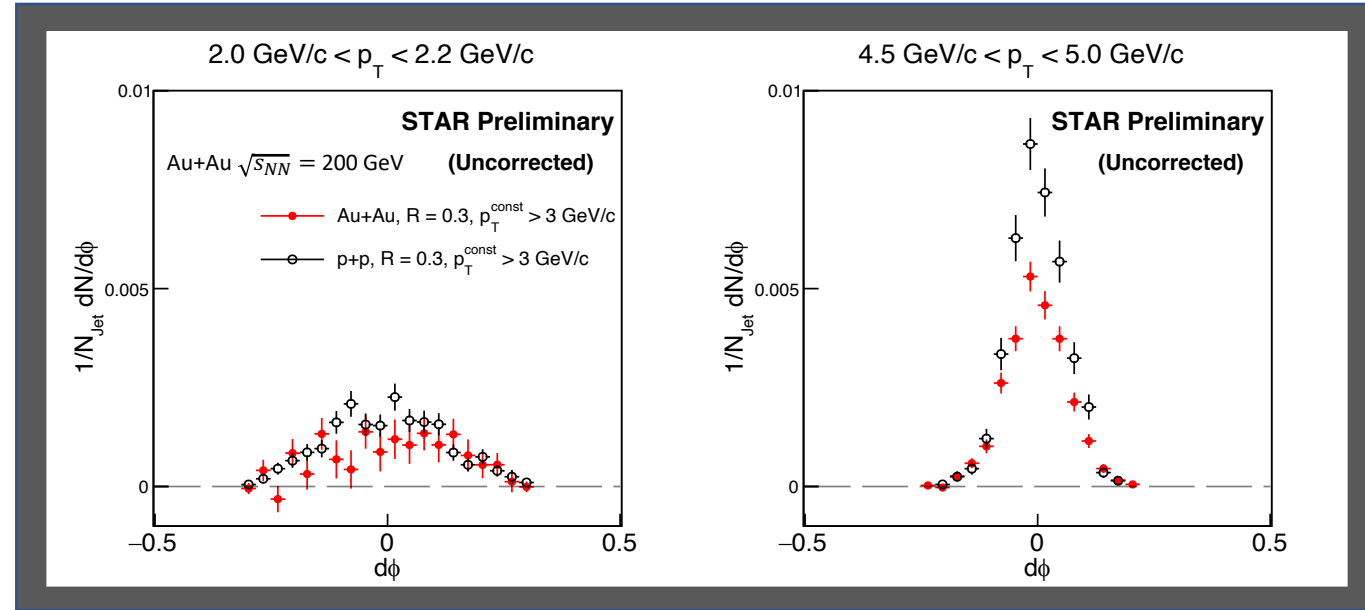 2.0 GeV/c < p_T < 2.2 GeV/c
0.01
STAR Preliminary
Au+Au √s_NN = 200 GeV
(Uncorrected)
Au+Au, R = 0.3, p_T^const > 3 GeV/c
p+p, R = 0.3, p_T^const > 3 GeV/c
0.005
0
1/N_Jet dN/dϕ
−0.5
0
0.5
dϕ
4.5 GeV/c < p_T < 5.0 GeV/c
0.01
STAR Preliminary
(Uncorrected)
0.005
0
1/N_Jet dN/dϕ
−0.5
0
0.5
dϕ